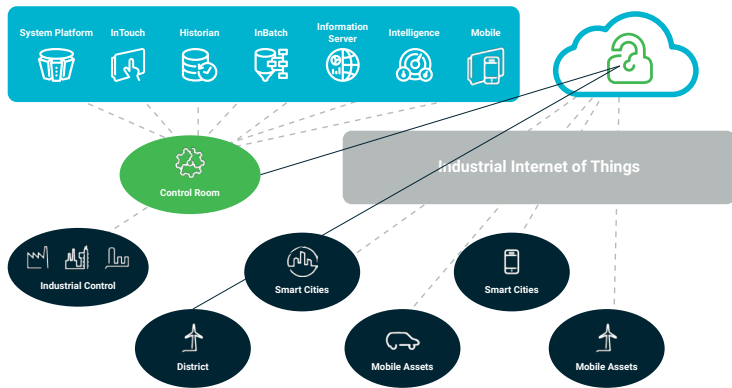 System Platform
InTouch
Historian
InBatch
Information
Server
Intelligence
Mobile
Industrial Internet of Things
Control Room
Industrial Control
Smart Cities
Smart Cities
District
Mobile Assets
Mobile Assets